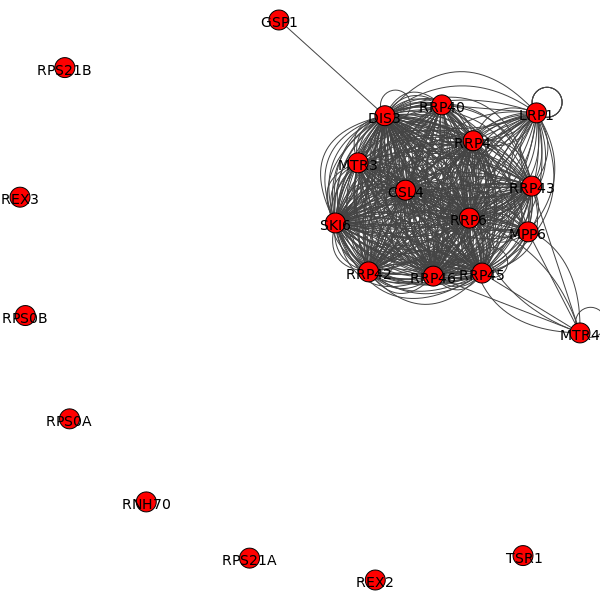 GSP1
RPS21B
RRP40
LRP1
DIS3
RRP4
MTR3
RRP43
CSL4
REX3
RRP6
SKI6
MPP6
RRP42
RRP46
RRP45
RPS0B
MTR4
RPS0A
RNH70
TSR1
RPS21A
REX2